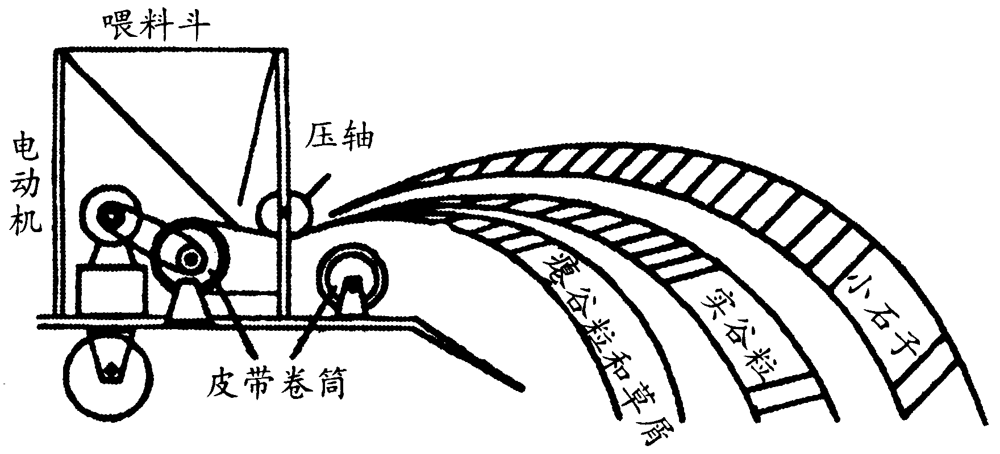 喂料斗
压轴
电动机
皮带卷筒
瘪谷粒和草屑
实谷粒
小石子